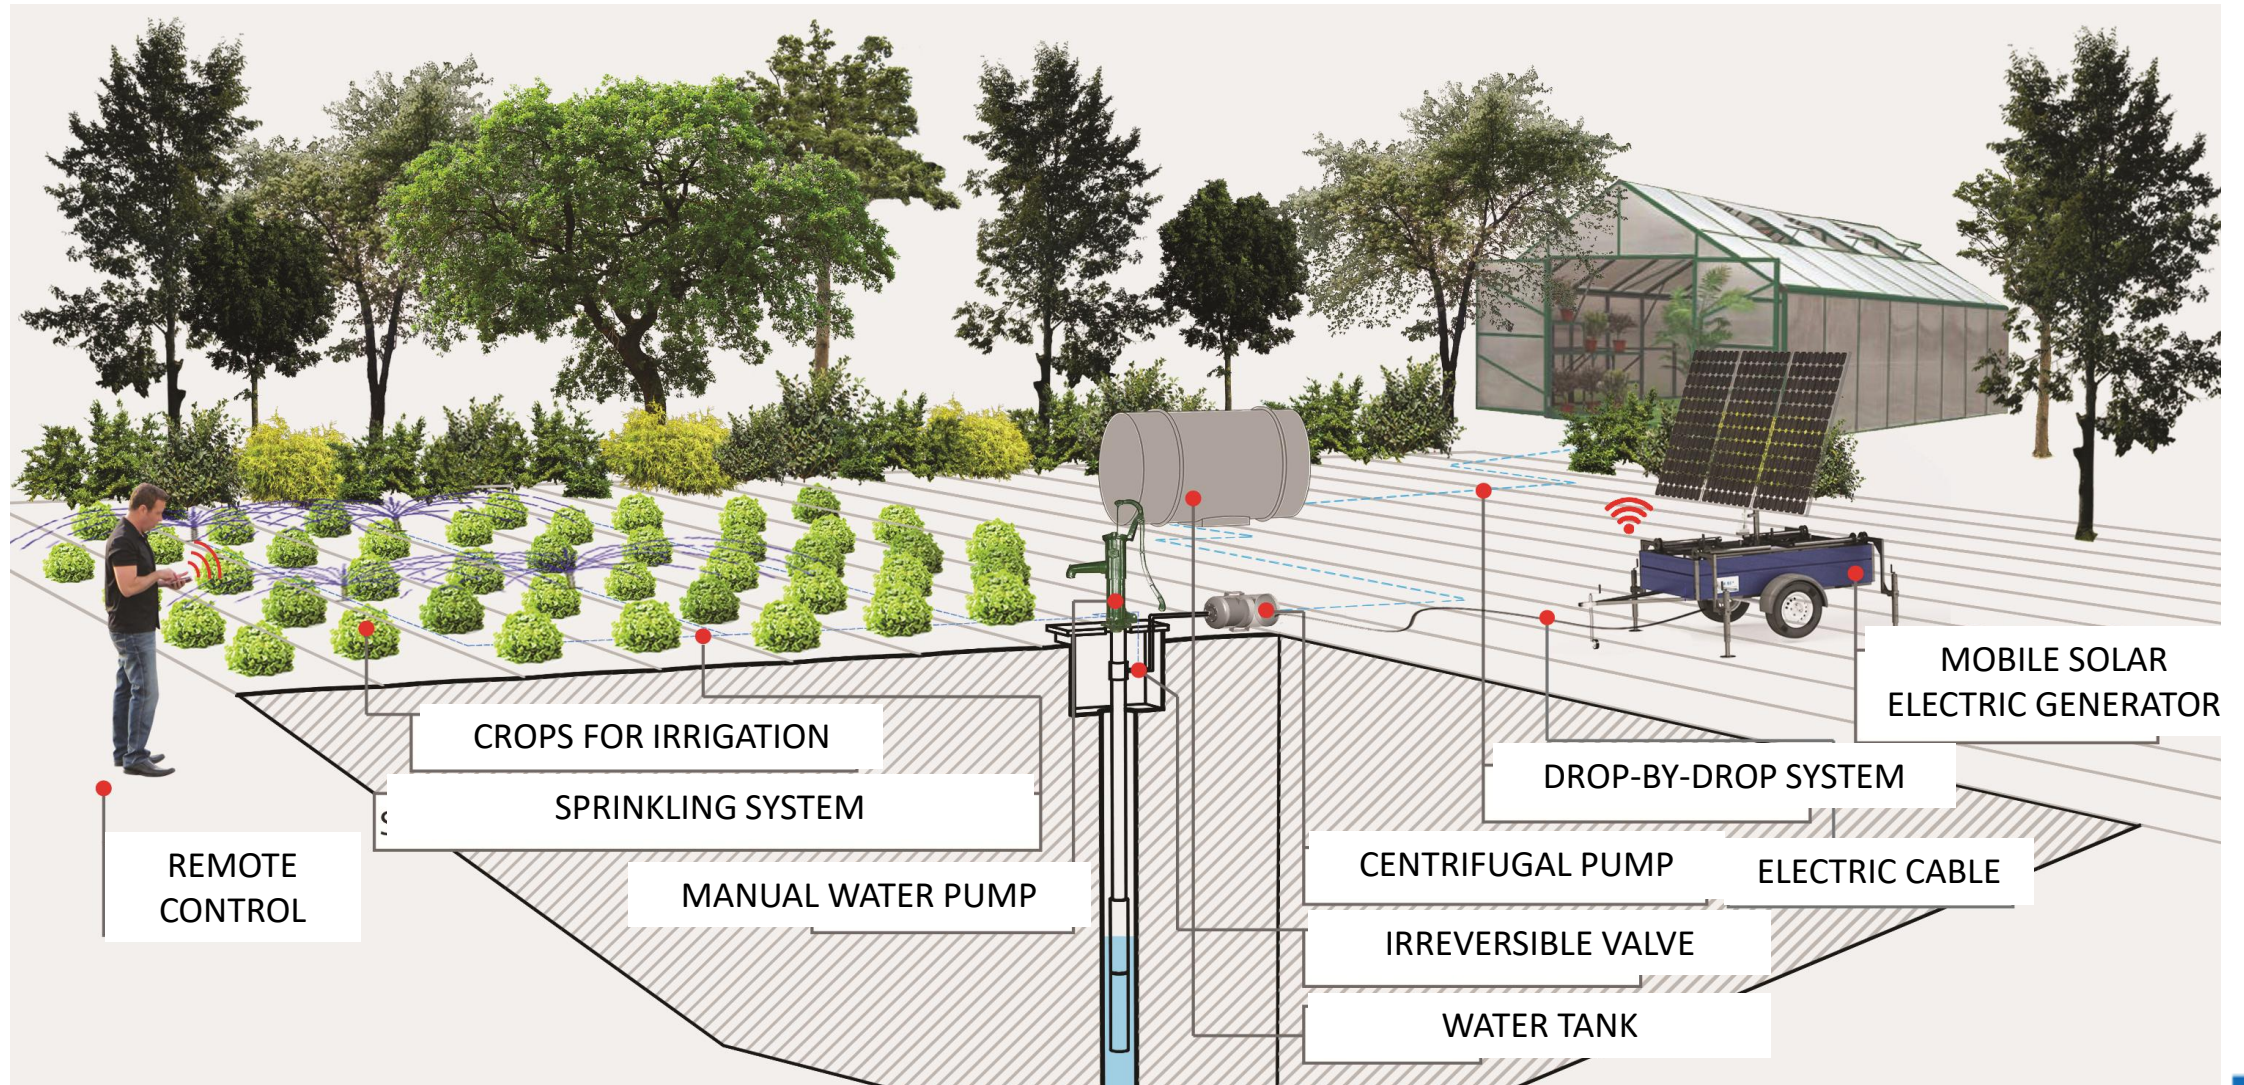 MOBILE SOLAR
ELECTRIC GENERATOR
CROPS FOR IRRIGATION
DROP-BY-DROP SYSTEM
SPRINKLING SYSTEM
REMOTE
CONTROL
MANUAL WATER PUMP
CENTRIFUGAL PUMP
ELECTRIC CABLE
IRREVERSIBLE VALVE
WATER TANK